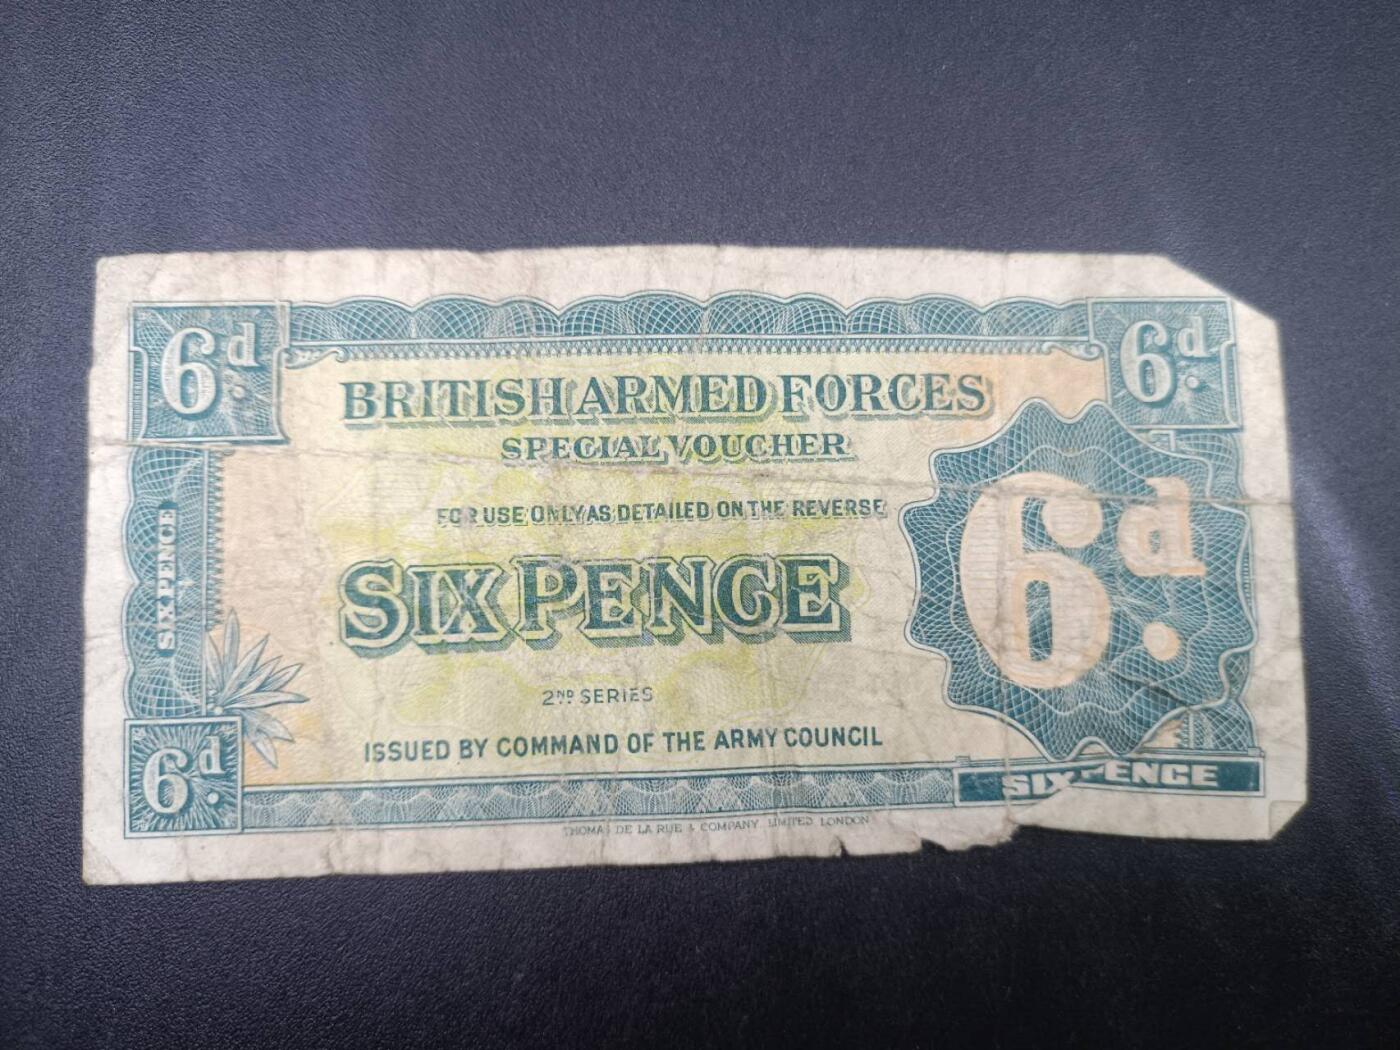 6d.
6d.
BRITISH ARMED FORCES
SPECIAL VOUCHER
FOR USE ONLY AS DETAILED ON THE REVERSE
6d.
SIX PENCE
SIX PENCE
2ND SERIES
ISSUED BY COMMAND OF THE ARMY COUNCIL
6d.
SIX PENCE
THOMAS DE LA RUE & COMPANY, LIMITED, LONDON